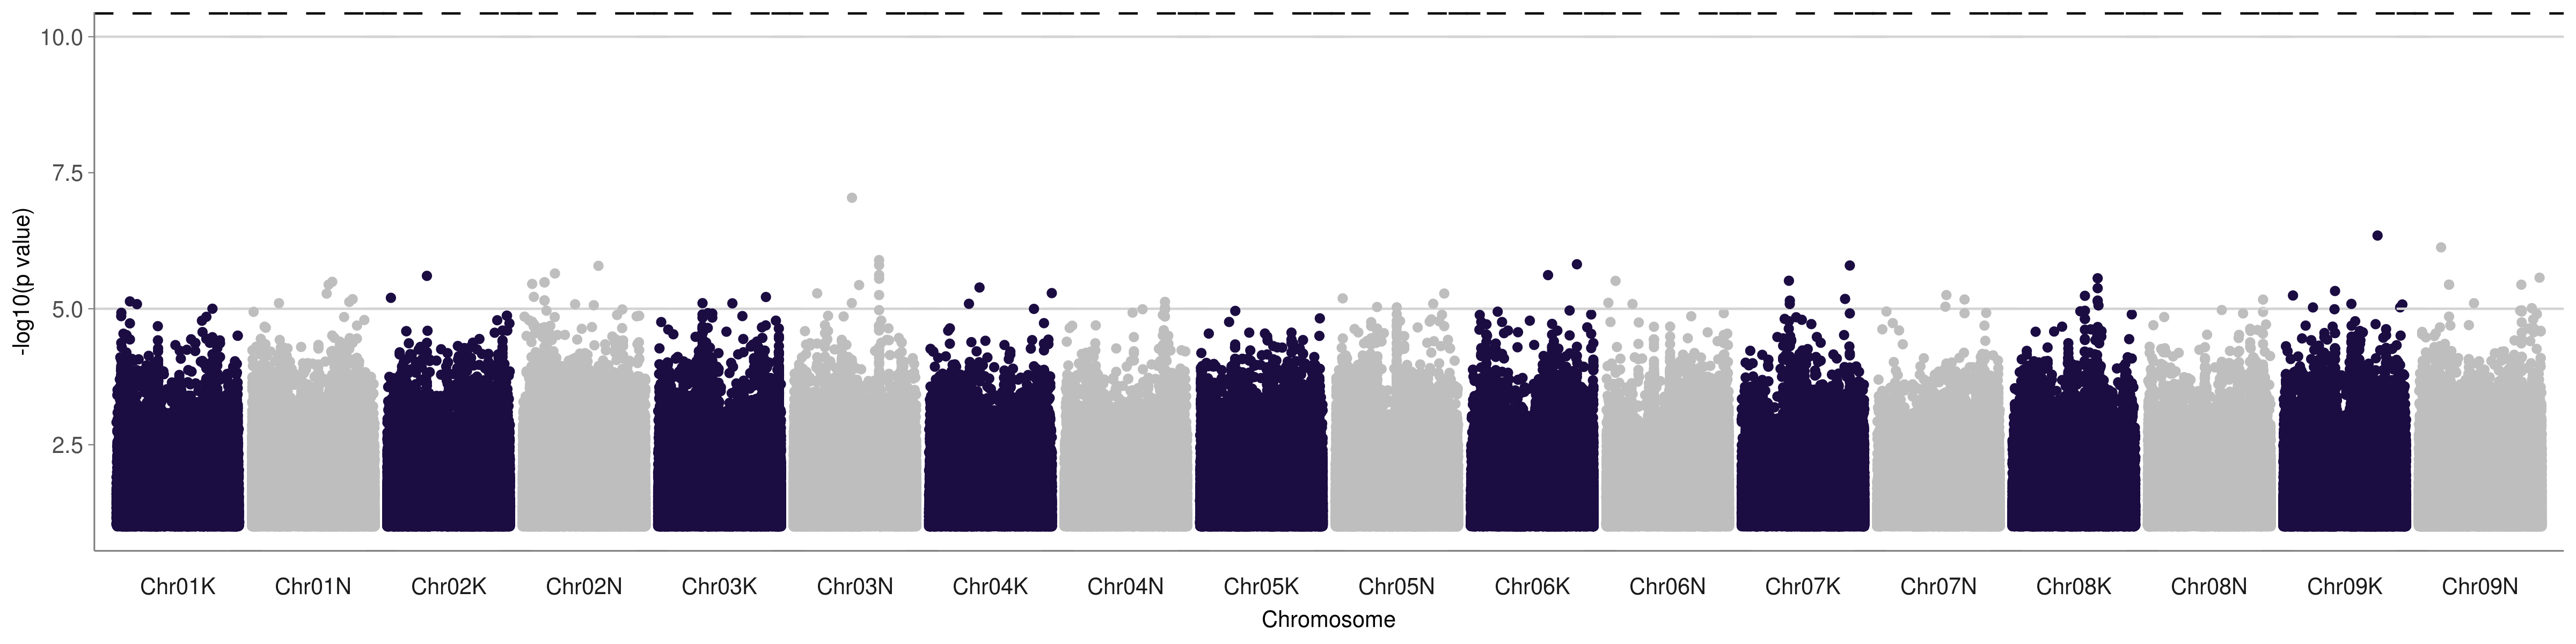 10.0
7.5
5.0
2.5
-log10(p value)
Chr01K Chr01N Chr02K Chr02N Chr03K Chr03N Chr04K Chr04N Chr05K Chr05N Chr06K Chr06N Chr07K Chr07N Chr08K Chr08N Chr09K Chr09N
Chromosome